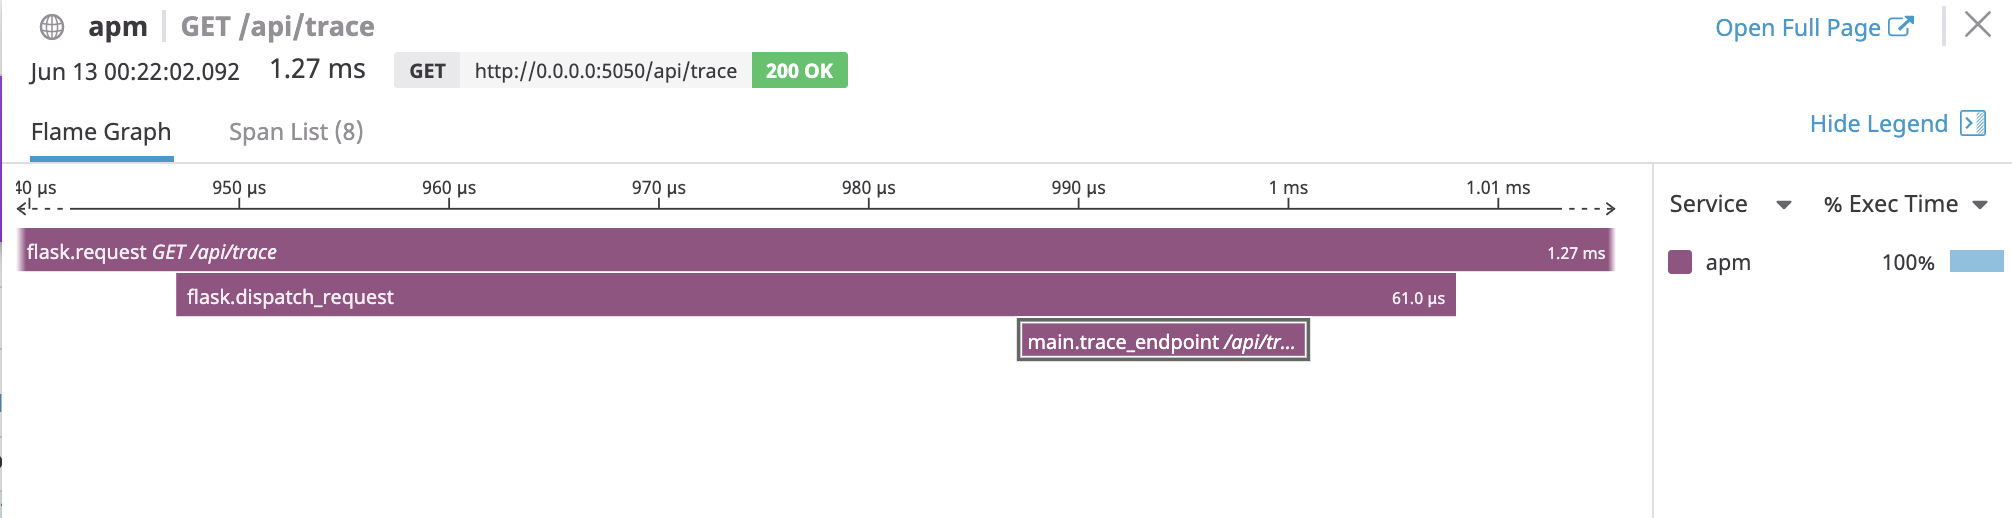 apm GET /api/trace
Open Full Page
Jun 13 00:22:02.092 1.27 ms GET http://0.0.0.0:5050/api/trace 200 OK
Flame Graph Span List (8)
Hide Legend
950 µs 960 µs 970 µs 980 µs 990 µs 1 ms 1.01 ms
Service % Exec Time
flask.request GET /api/trace 1.27 ms
apm 100%
flask.dispatch_request 61.0 µs
main.trace_endpoint /api/tr...